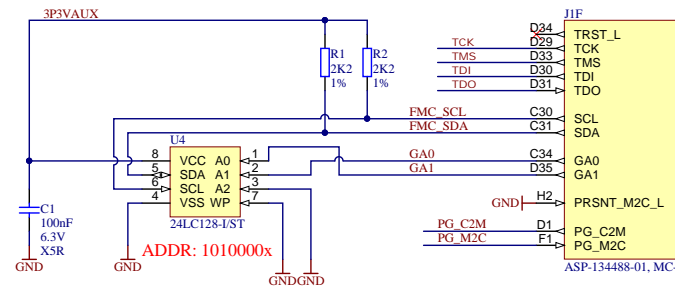 3P3VAUX
J1F
R1
2K2
1%
R2
2K2
1%
TCK
TMS
TDI
TDO
D34
D29
D33
D30
D31
TRST_L
TCK
TMS
TDI
TDO
FMC_SCL
FMC_SDA
C30
C31
SCL
SDA
U4
8
5
6
4
VCC
SDA
SCL
VSS
A0
A1
A2
WP
1
2
3
7
GA0
GA1
C34
D35
GA0
GA1
GND
H2
PRSNT_M2C_L
C1
100nF
6.3V
X5R
24LC128-I/ST
ADDR: 1010000x
PG_C2M
PG_M2C
D1
F1
PG_C2M
PG_M2C
GND
GND
GND
GND
ASP-134488-01, MC-